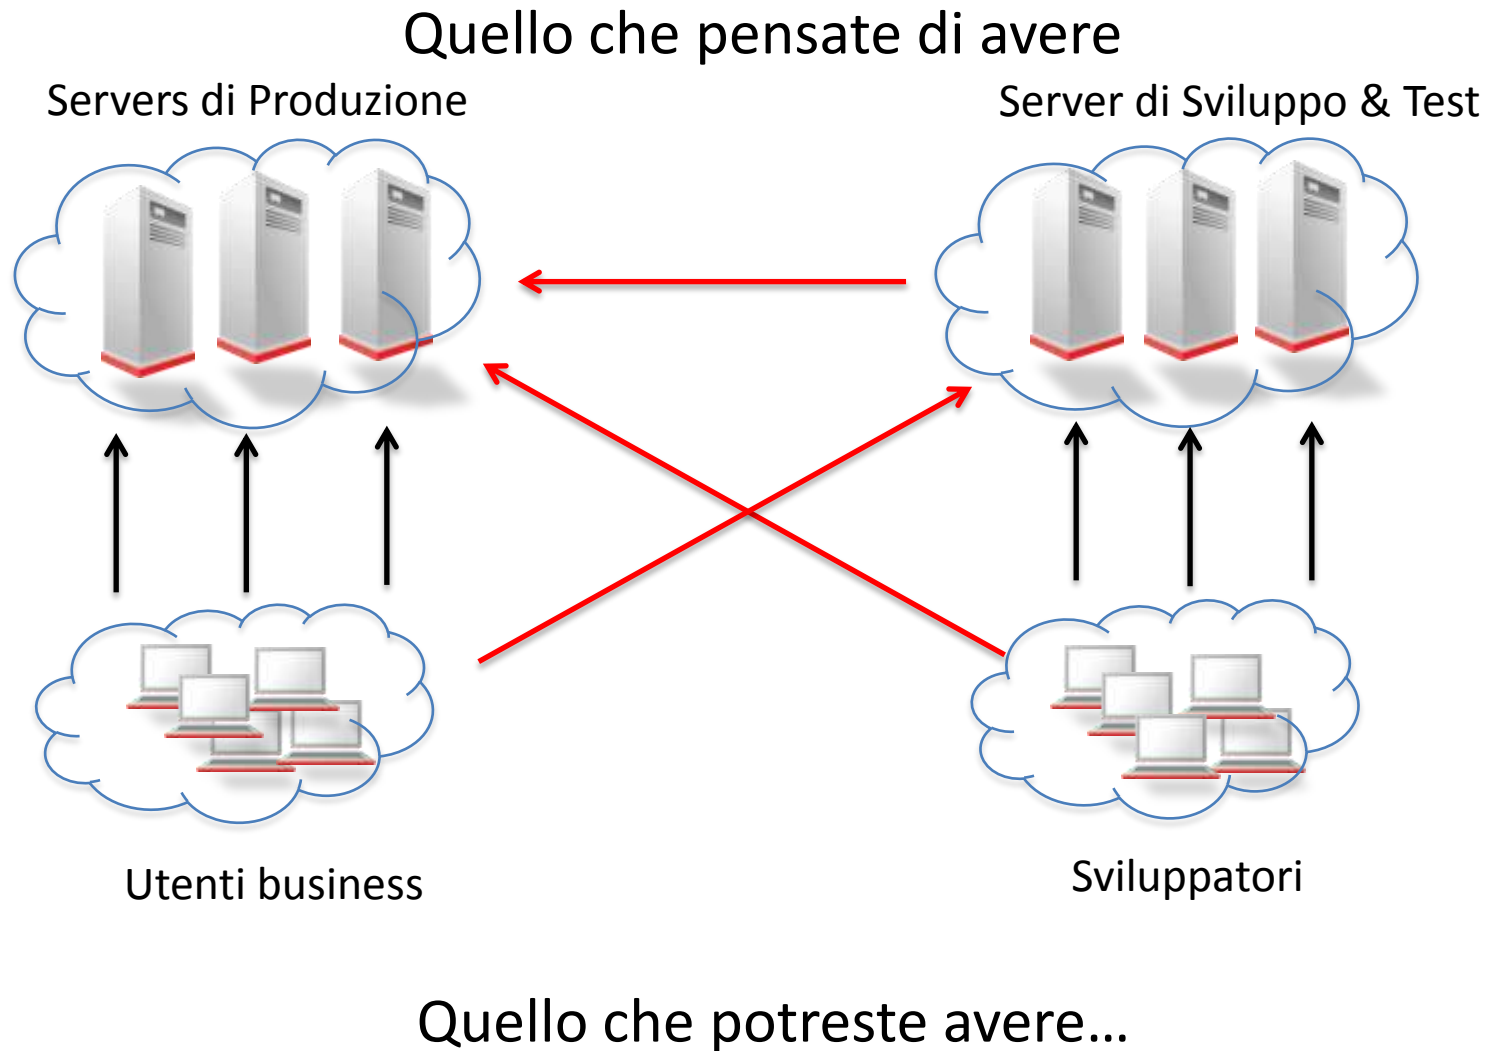 Quello che pensate di avere
Servers di Produzione
Server di Sviluppo & Test
Utenti business
Sviluppatori
Quello che potreste avere...